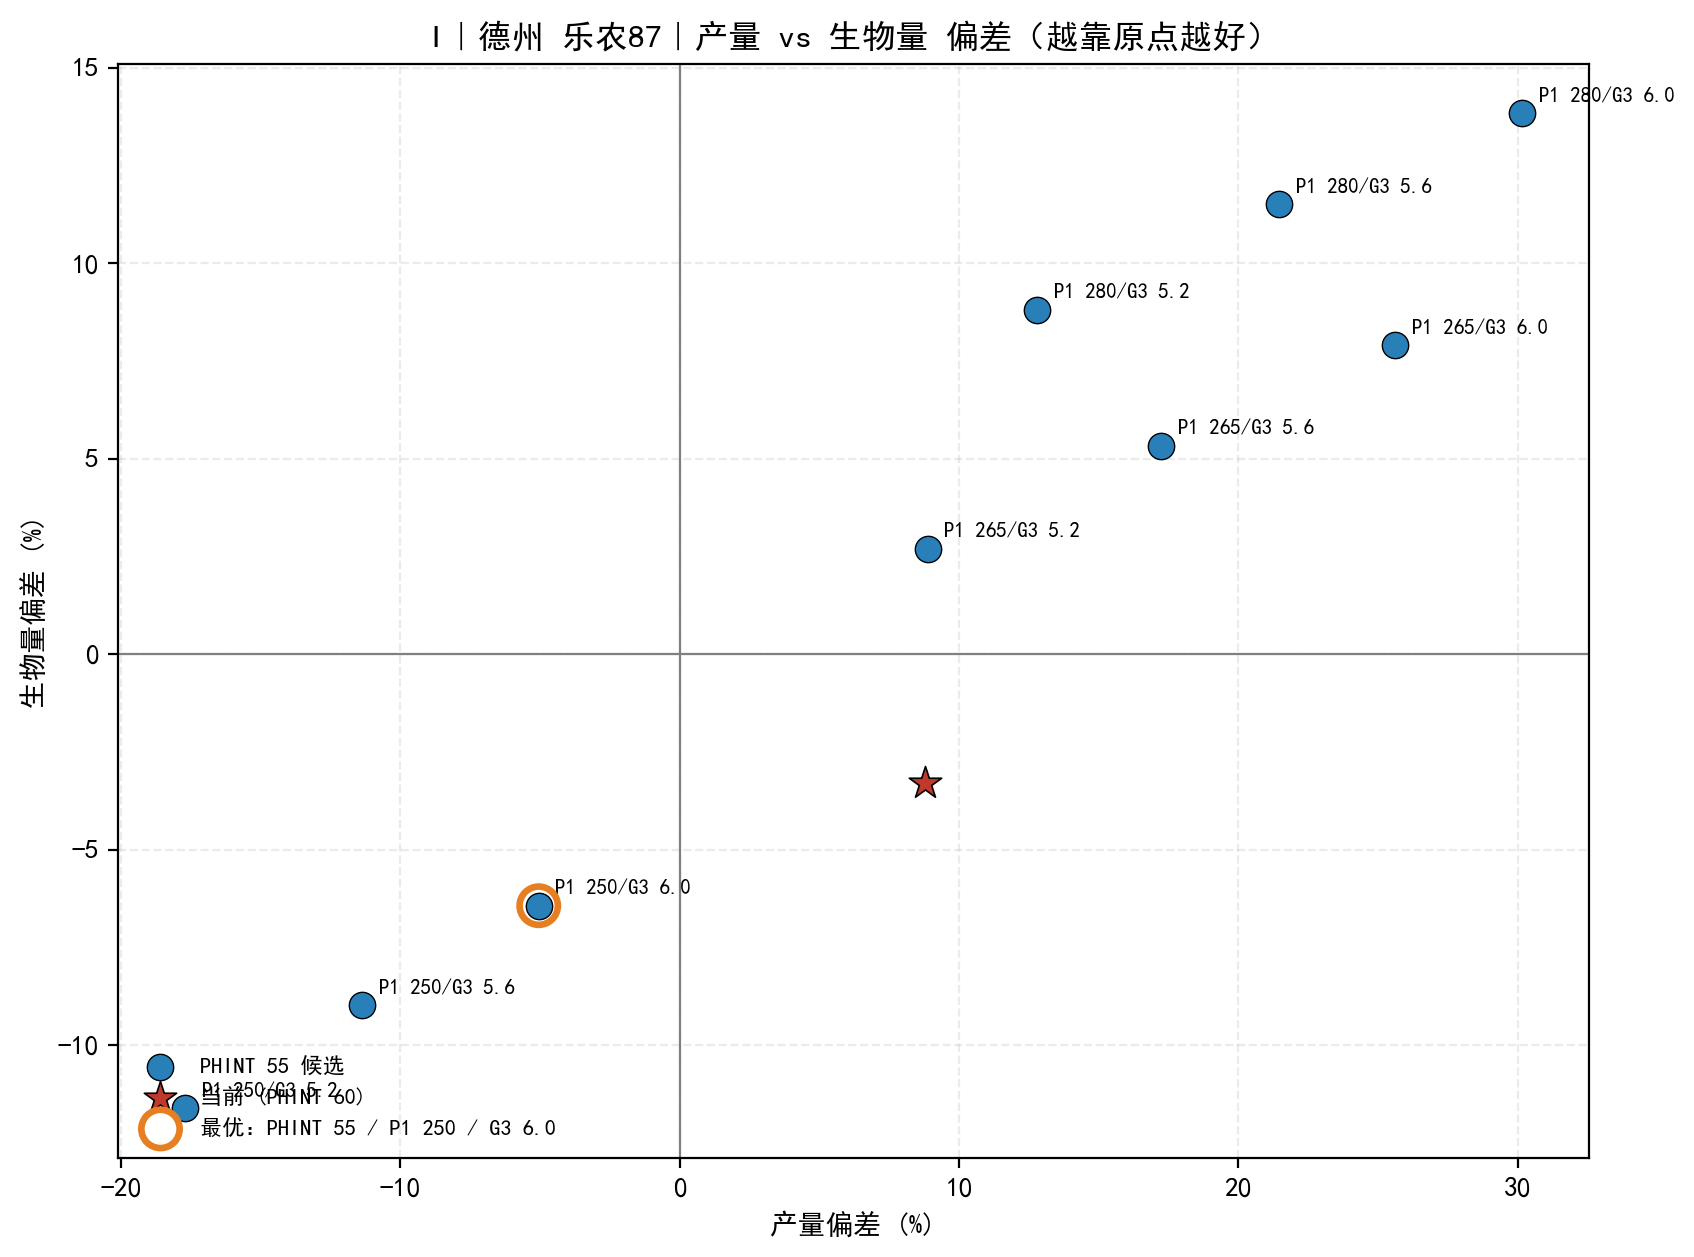 I｜德州 乐农87｜产量 vs 生物量 偏差（越靠原点越好）
15
10
5
0
−5
−10
生物量偏差 (%)
P1 280/G3 6.0
P1 280/G3 5.6
P1 280/G3 5.2
P1 265/G3 6.0
P1 265/G3 5.6
P1 265/G3 5.2
P1 250/G3 6.0
P1 250/G3 5.6
P1 250/G3 5.2
PHINT 55 候选
当前 (PHINT 60)
最优：PHINT 55 / P1 250 / G3 6.0
−20
−10
0
10
20
30
产量偏差 (%)